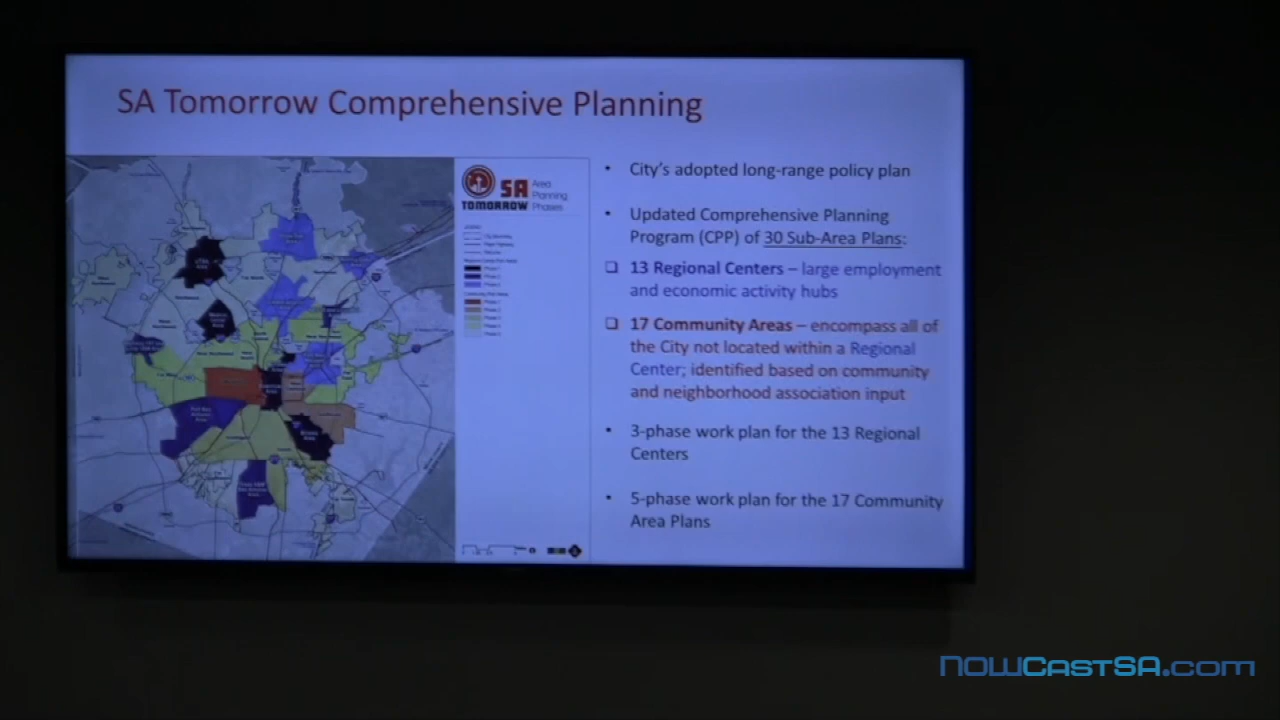 SA Tomorrow Comprehensive Planning
SA
TOMORROW
Area
Planning
Phases
• City's adopted long-range policy plan
• Updated Comprehensive Planning
Program (CPP) of 30 Sub-Area Plans:
❑ 13 Regional Centers – large employment
and economic activity hubs
❑ 17 Community Areas – encompass all of
the City not located within a Regional
Center; identified based on community
and neighborhood association input
• 3-phase work plan for the 13 Regional
Centers
• 5-phase work plan for the 17 Community
Area Plans
NOWCastSA.com